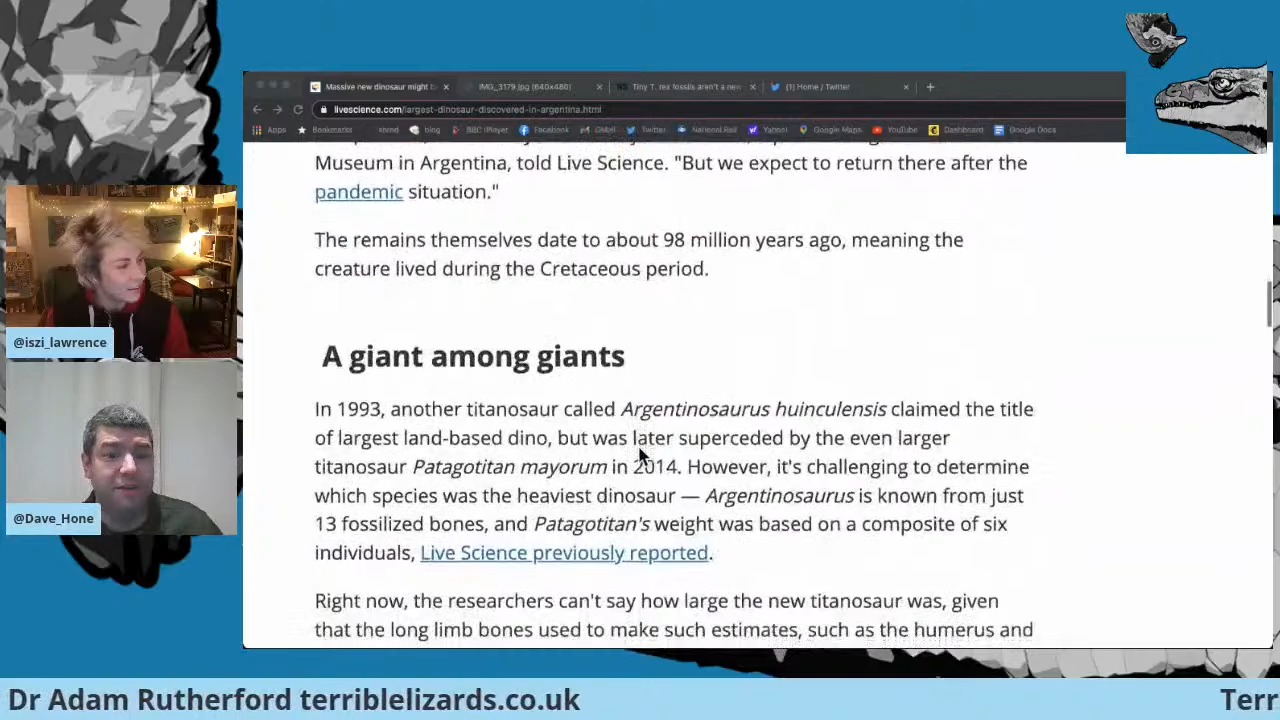 Massive new dinosaur might b
IMG_3179.jpg (640×480)
Tiny T. rex fossils aren't a new
(1) Home / Twitter
livescience.com/largest-dinosaur-discovered-in-argentina.html
Apps Bookmarks blog BBC iPlayer Facebook GMail Twitter National Rail Yahoo! Google Maps YouTube Dashboard Google Docs
Museum in Argentina, told Live Science. "But we expect to return there after the
pandemic situation."
The remains themselves date to about 98 million years ago, meaning the
creature lived during the Cretaceous period.
A giant among giants
In 1993, another titanosaur called Argentinosaurus huinculensis claimed the title
of largest land-based dino, but was later superceded by the even larger
titanosaur Patagotitan mayorum in 2014. However, it's challenging to determine
which species was the heaviest dinosaur — Argentinosaurus is known from just
13 fossilized bones, and Patagotitan's weight was based on a composite of six
individuals, Live Science previously reported.
Right now, the researchers can't say how large the new titanosaur was, given
that the long limb bones used to make such estimates, such as the humerus and
@iszi_lawrence
@Dave_Hone
Dr Adam Rutherford terriblelizards.co.uk
Terr